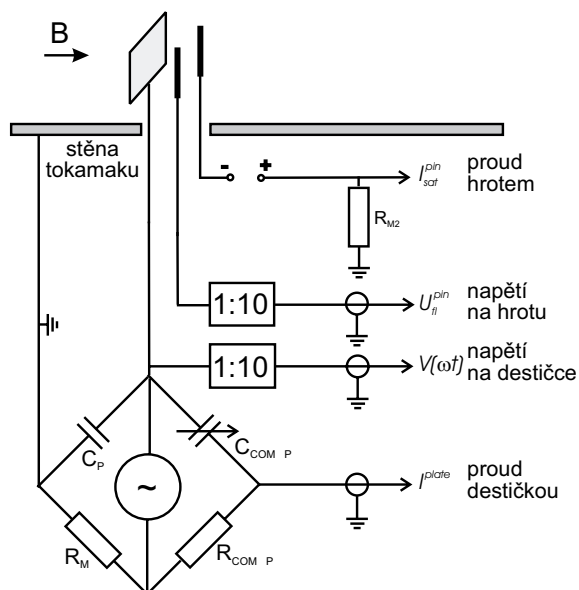 B
stěna
tokamaku
- +
I_sat^pin proud
hrotem
R_M2
1:10 U_fl^pin napětí
na hrotu
1:10 V(ωt) napětí
na destičce
C_P C_COM P
~ I^plate proud
destičkou
R_M R_COM P